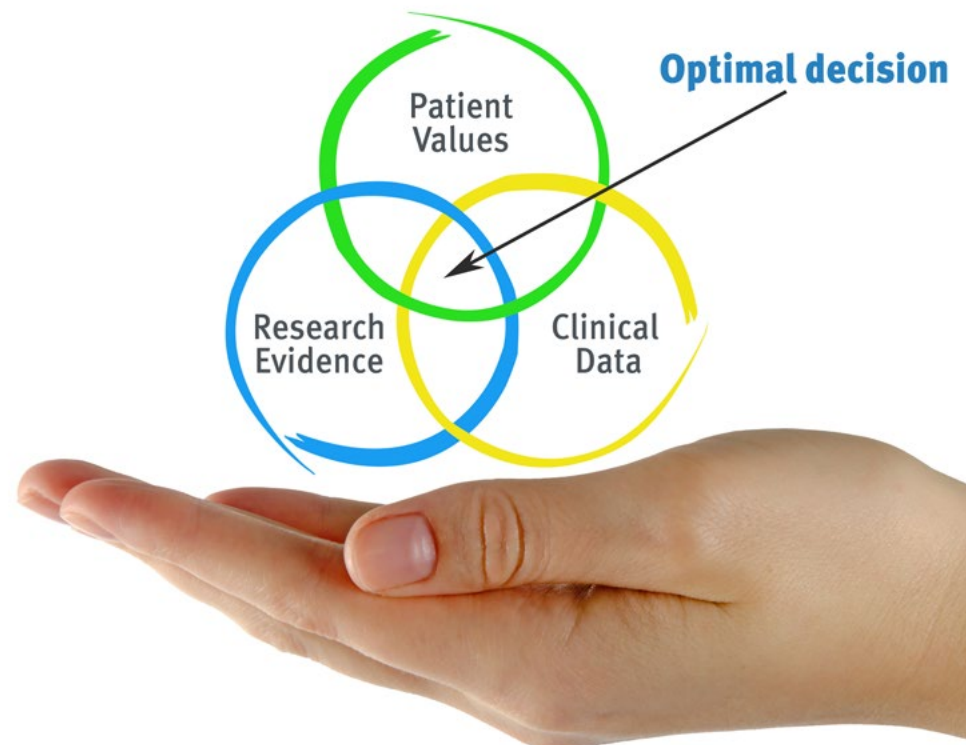 Optimal decision
Patient
Values
Research
Evidence
Clinical
Data